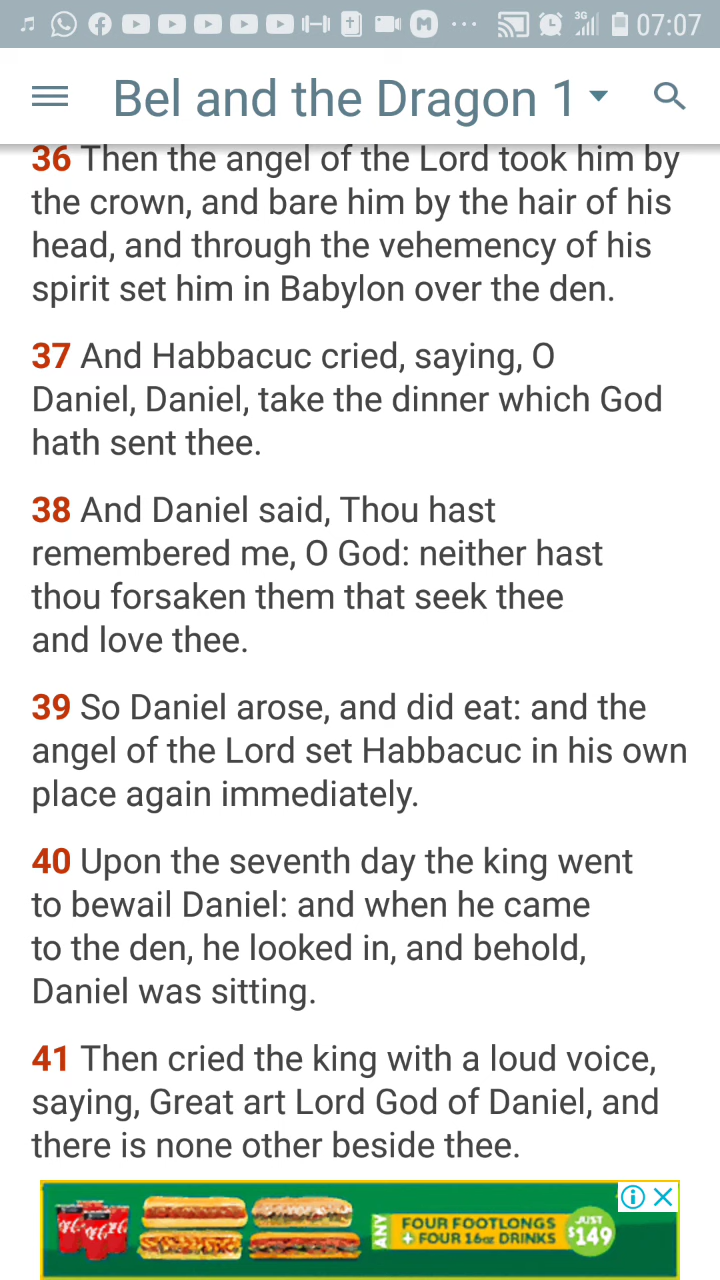 3G 07:07
Bel and the Dragon 1
36 Then the angel of the Lord took him by
the crown, and bare him by the hair of his
head, and through the vehemency of his
spirit set him in Babylon over the den.
37 And Habbacuc cried, saying, O
Daniel, Daniel, take the dinner which God
hath sent thee.
38 And Daniel said, Thou hast
remembered me, O God: neither hast
thou forsaken them that seek thee
and love thee.
39 So Daniel arose, and did eat: and the
angel of the Lord set Habbacuc in his own
place again immediately.
40 Upon the seventh day the king went
to bewail Daniel: and when he came
to the den, he looked in, and behold,
Daniel was sitting.
41 Then cried the king with a loud voice,
saying, Great art Lord God of Daniel, and
there is none other beside thee.
ANY
FOUR FOOTLONGS
+ FOUR 16oz DRINKS
JUST
$149